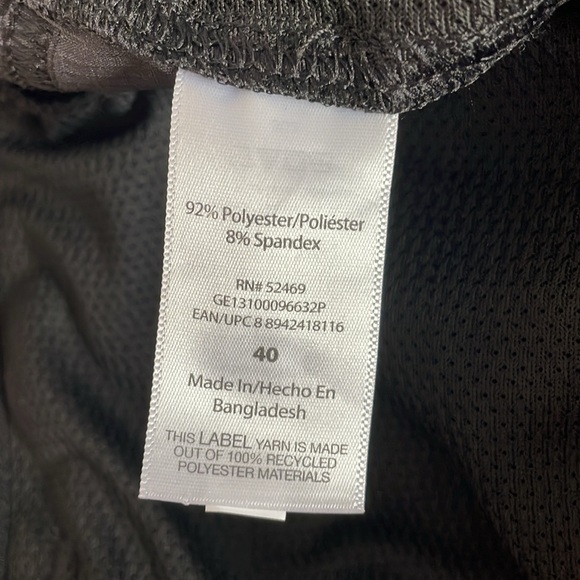 92% Polyester/Poliéster
8% Spandex
RN# 52469
GE13100096632P
EAN/UPC 8 8942418116
40
Made In/Hecho En
Bangladesh
THIS LABEL YARN IS MADE
OUT OF 100% RECYCLED
POLYESTER MATERIALS